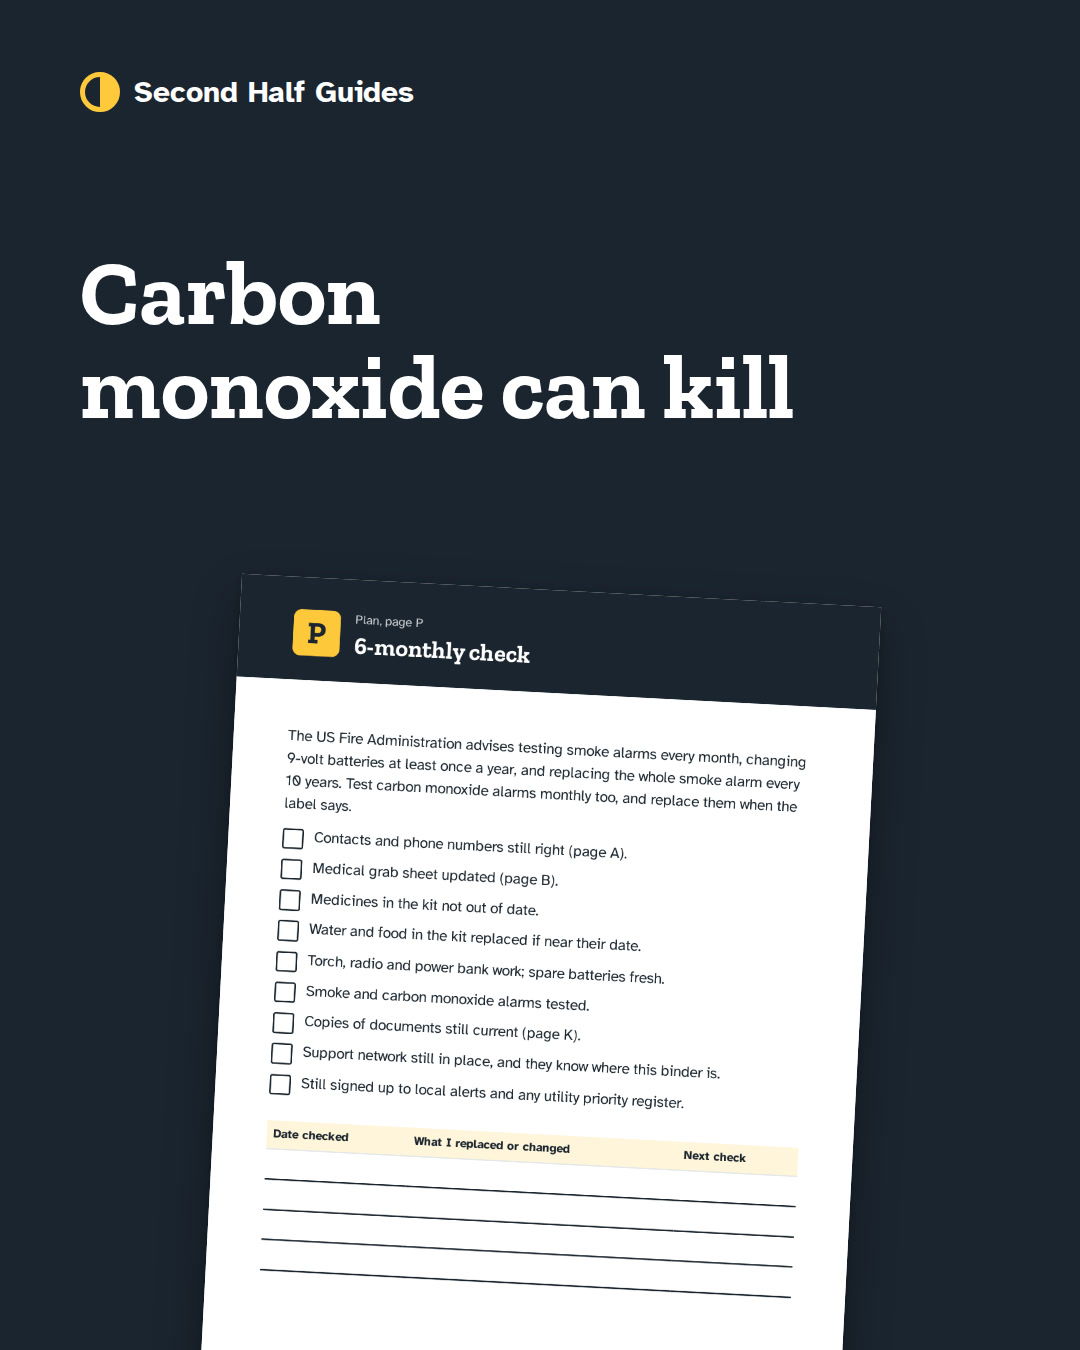 Second Half Guides
Carbon
monoxide can kill
P
Plan, page P
6-monthly check
The US Fire Administration advises testing smoke alarms every month, changing
9-volt batteries at least once a year, and replacing the whole smoke alarm every
10 years. Test carbon monoxide alarms monthly too, and replace them when the
label says.
Contacts and phone numbers still right (page A).
Medical grab sheet updated (page B).
Medicines in the kit not out of date.
Water and food in the kit replaced if near their date.
Torch, radio and power bank work; spare batteries fresh.
Smoke and carbon monoxide alarms tested.
Copies of documents still current (page K).
Support network still in place, and they know where this binder is.
Still signed up to local alerts and any utility priority register.
Date checked What I replaced or changed Next check